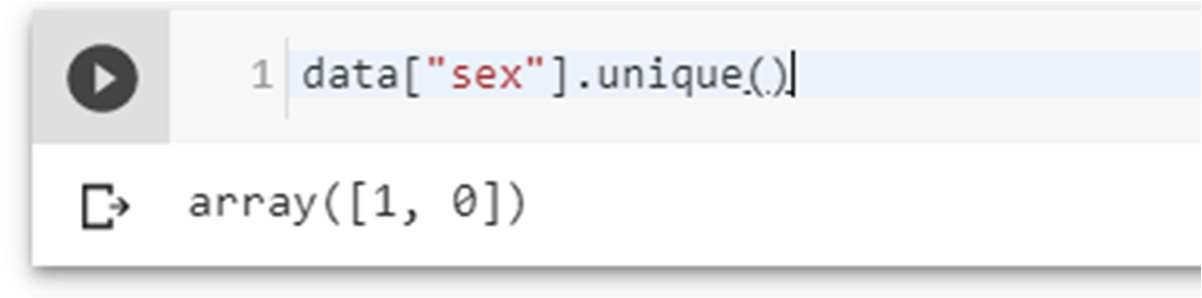 1 data["sex"].unique()
array([1, 0])